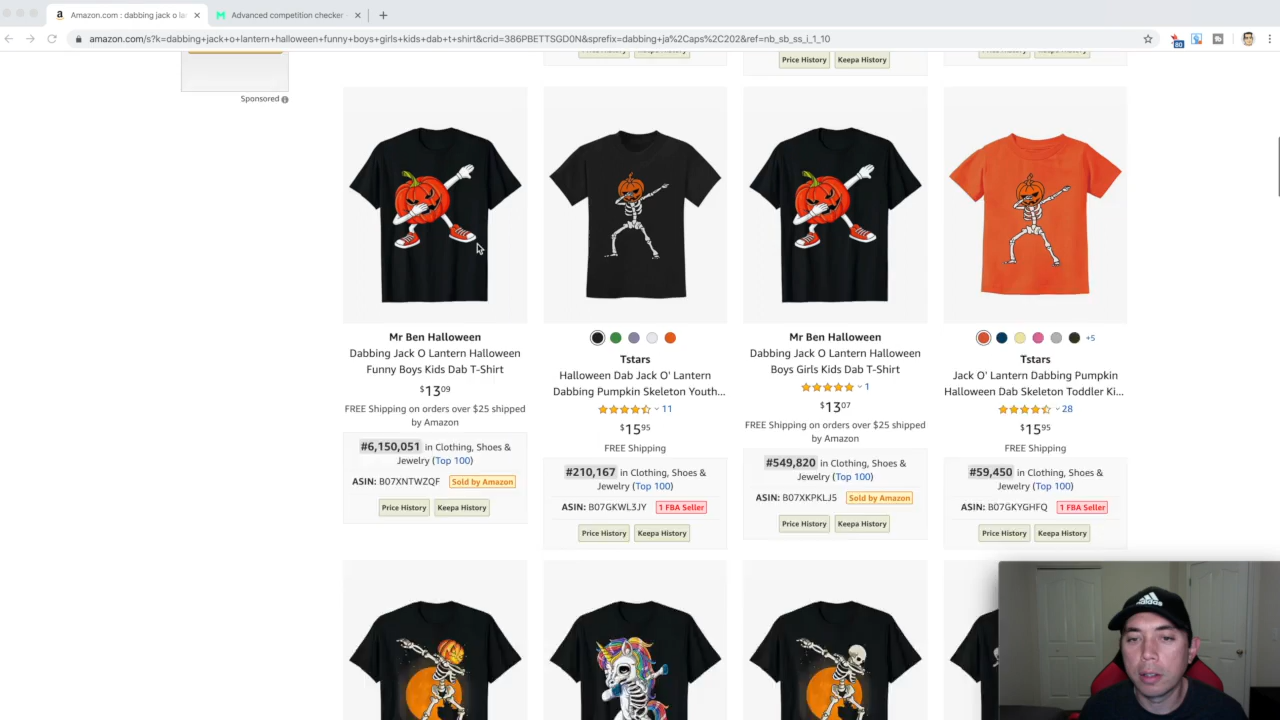 Amazon.com : dabbing jack o la
Advanced competition checker
amazon.com/s?k=dabbing+jack+o+lantern+halloween+funny+boys+girls+kids+dab+t+shirt&crid=386PBETTSGD0N&sprefix=dabbing+ja%2Caps%2C202&ref=nb_sb_ss_i_1_10
80
Price History Keepa History
Sponsored
Mr Ben Halloween
Dabbing Jack O Lantern Halloween
Funny Boys Kids Dab T-Shirt
$13.09
FREE Shipping on orders over $25 shipped
by Amazon
#6,150,051 in Clothing, Shoes &
Jewelry (Top 100)
ASIN: B07XNTWZQF Sold by Amazon
Price History Keepa History
Tstars
Halloween Dab Jack O' Lantern
Dabbing Pumpkin Skeleton Youth...
11
$15.95
FREE Shipping
#210,167 in Clothing, Shoes &
Jewelry (Top 100)
ASIN: B07GKWL3JY 1 FBA Seller
Price History Keepa History
Mr Ben Halloween
Dabbing Jack O Lantern Halloween
Boys Girls Kids Dab T-Shirt
1
$13.07
FREE Shipping on orders over $25 shipped
by Amazon
#549,820 in Clothing, Shoes &
Jewelry (Top 100)
ASIN: B07XKPKLJ5 Sold by Amazon
Price History Keepa History
+5
Tstars
Jack O' Lantern Dabbing Pumpkin
Halloween Dab Skeleton Toddler Ki...
28
$15.95
FREE Shipping
#59,450 in Clothing, Shoes &
Jewelry (Top 100)
ASIN: B07GKYGHFQ 1 FBA Seller
Price History Keepa History
adidas